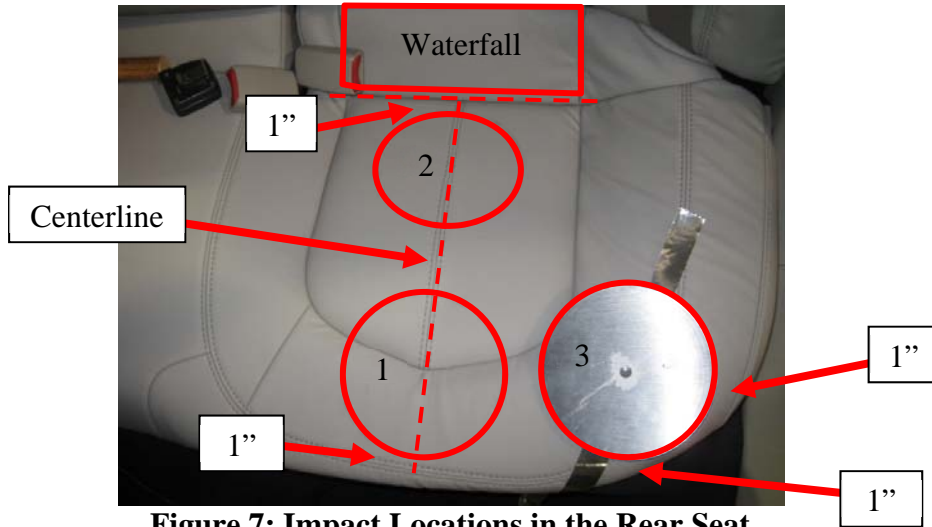 Waterfall
1”
2
Centerline
1
3
1”
1”
1”
Figure 7: Impact Locations in the Rear Seat